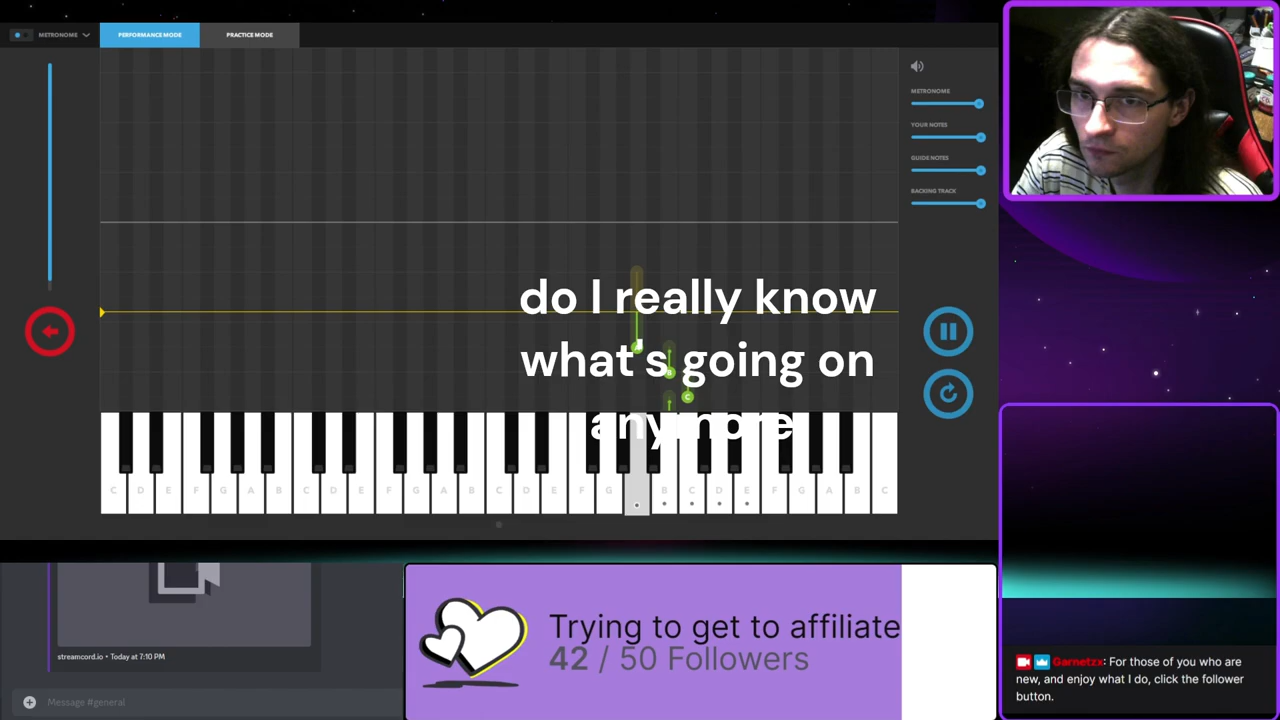 METRONOME
PERFORMANCE MODE
PRACTICE MODE
METRONOME
YOUR NOTES
GUIDE NOTES
BACKING TRACK
do I really know
what's going on
anymore
B
C
C D E F G A B C D E F G A B C D E F G B C D E F G A B C
streamcord.io • Today at 7:10 PM
Message #general
Trying to get to affiliate
42 / 50 Followers
Garnetzx: For those of you who are
new, and enjoy what I do, click the follower
button.